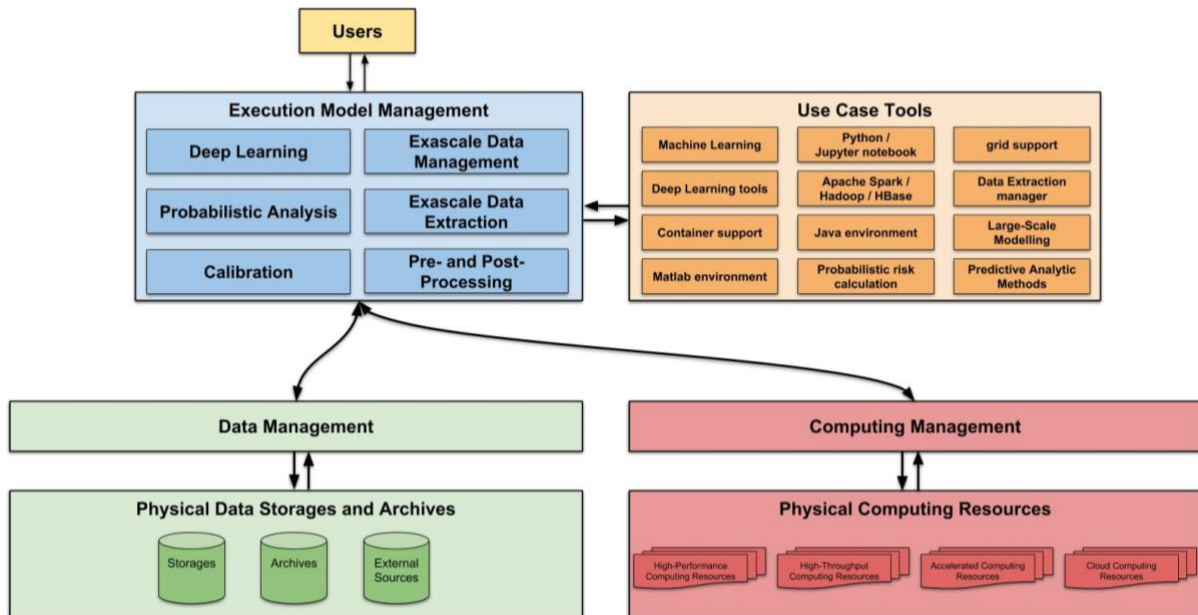 Users
Execution Model Management
Deep Learning
Exascale Data
Management
Probabilistic Analysis
Exascale Data
Extraction
Calibration
Pre- and Post-
Processing
Use Case Tools
Machine Learning
Python /
Jupyter notebook
grid support
Deep Learning tools
Apache Spark /
Hadoop / HBase
Data Extraction
manager
Container support
Java environment
Large-Scale
Modelling
Matlab environment
Probabilistic risk
calculation
Predictive Analytic
Methods
Data Management
Computing Management
Physical Data Storages and Archives
Storages
Archives
External
Sources
Physical Computing Resources
High-Performance
Computing Resources
High-Throughput
Computing Resources
Accelerated Computing
Resources
Cloud Computing
Resources